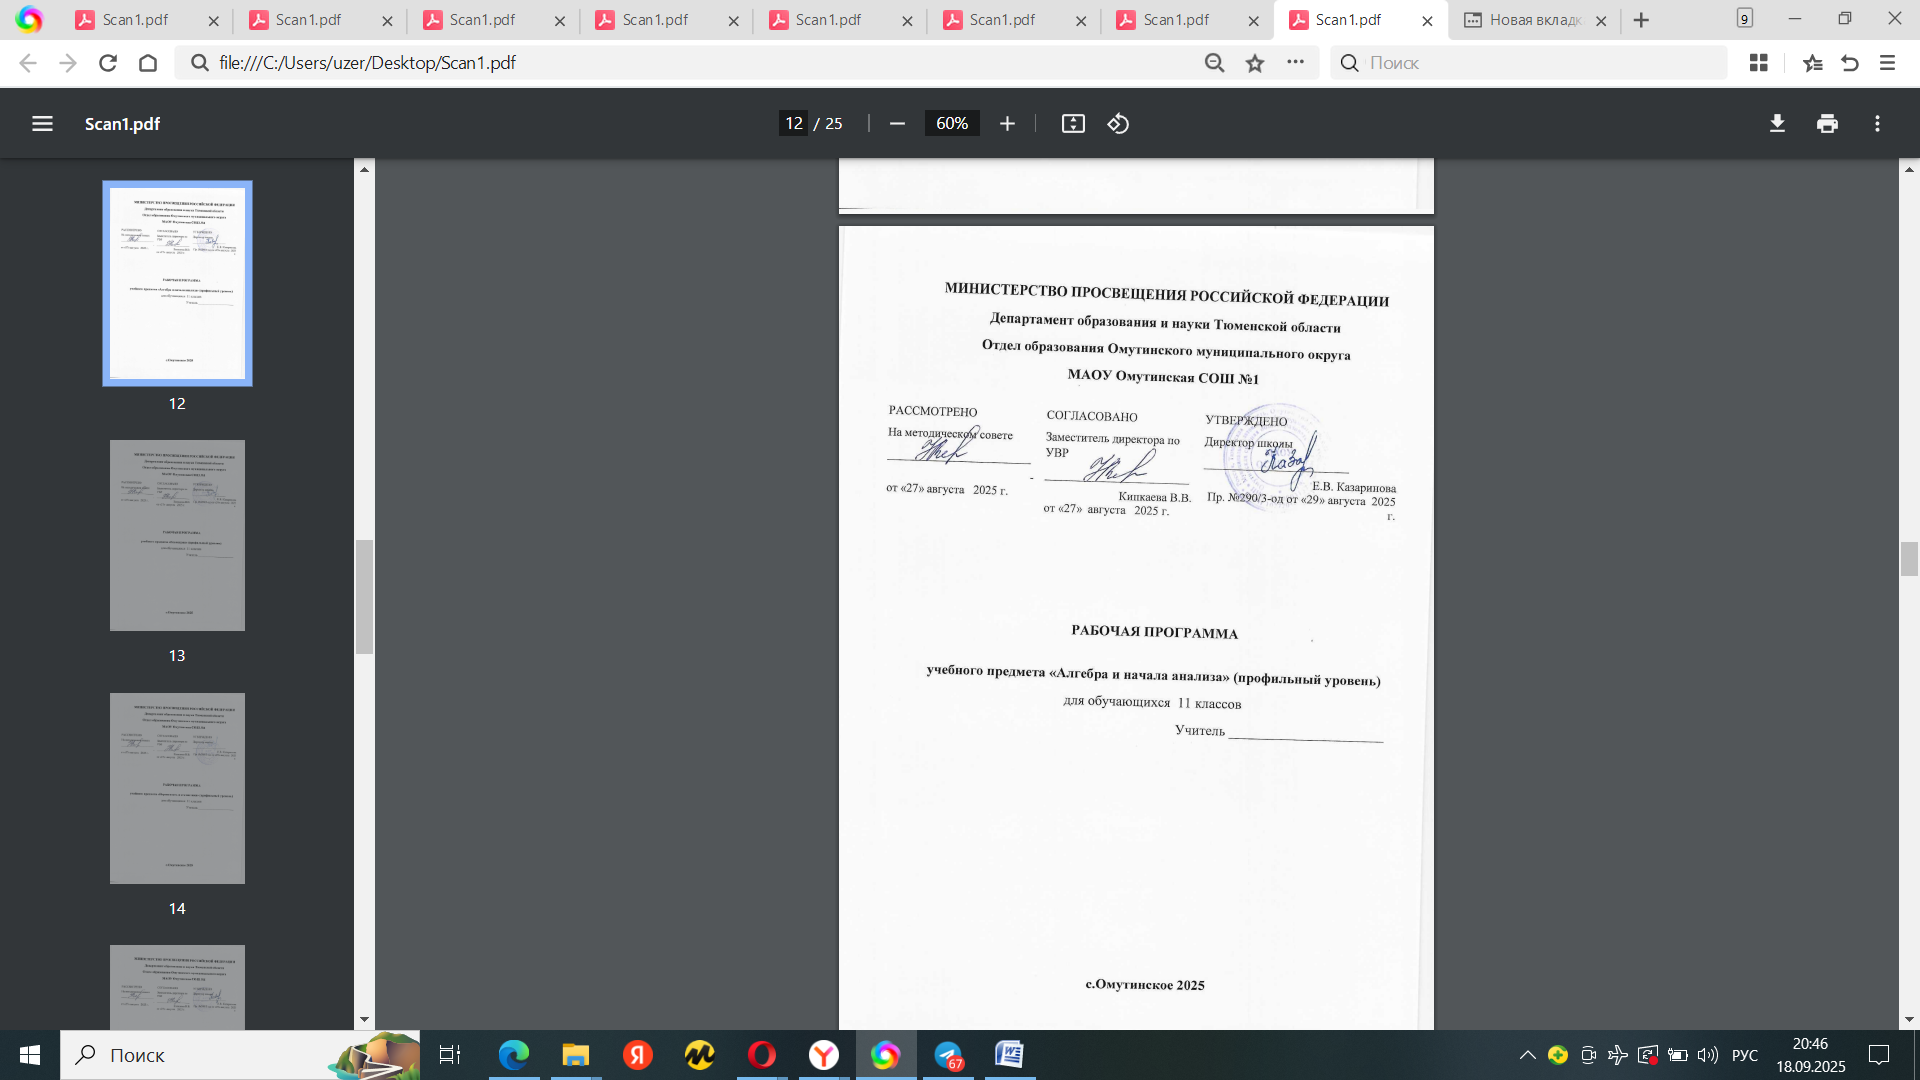 Scan1.pdf
Scan1.pdf
Scan1.pdf
Scan1.pdf
Scan1.pdf
Scan1.pdf
Scan1.pdf
Scan1.pdf
Новая вкладк
9
file:///C:/Users/uzer/Desktop/Scan1.pdf
Поиск
Scan1.pdf
12 / 25
60%
12
13
14
МИНИСТЕРСТВО ПРОСВЕЩЕНИЯ РОССИЙСКОЙ ФЕДЕРАЦИИ
Департамент образования и науки Тюменской области
Отдел образования Омутинского муниципального округа
МАОУ Омутинская СОШ №1
РАССМОТРЕНО
На методическом совете
от «27» августа 2025 г.
СОГЛАСОВАНО
Заместитель директора по
УВР
Кипкаева В.В.
от «27» августа 2025 г.
УТВЕРЖДЕНО
Директор школы
Е.В. Казаринова
Пр. №290/3-од от «29» августа 2025
г.
РАБОЧАЯ ПРОГРАММА
учебного предмета «Алгебра и начала анализа» (профильный уровень)
для обучающихся 11 классов
Учитель
с.Омутинское 2025
Поиск
67
РУС
20:46
18.09.2025